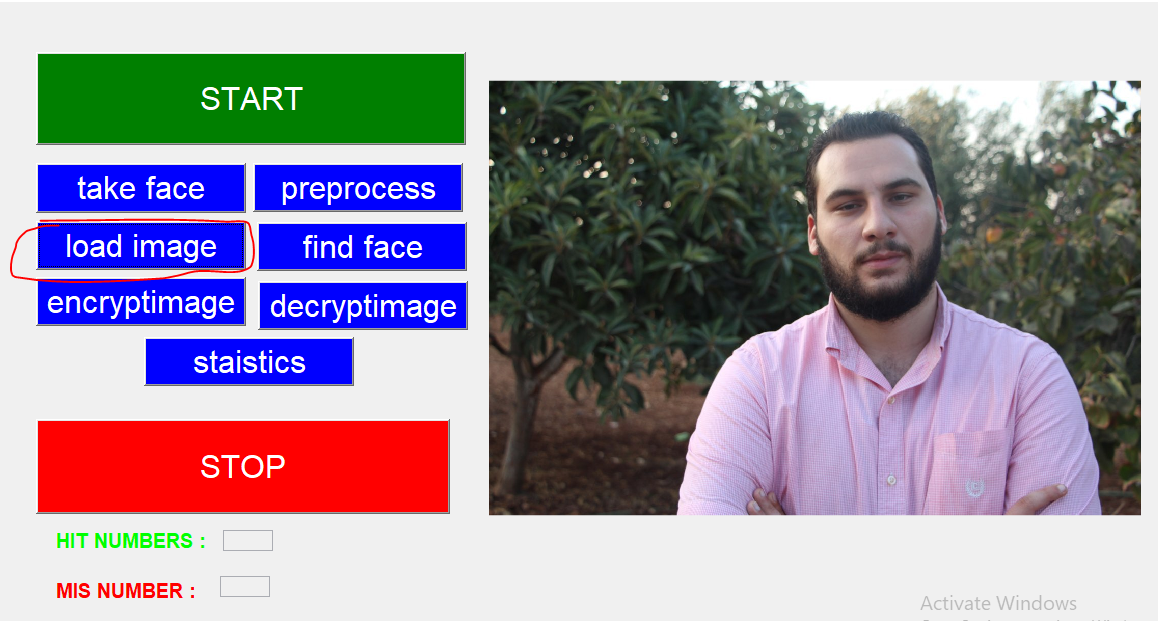 START
take face
preprocess
load image
find face
encryptimage
decryptimage
staistics
STOP
HIT NUMBERS :
MIS NUMBER :
Activate Windows